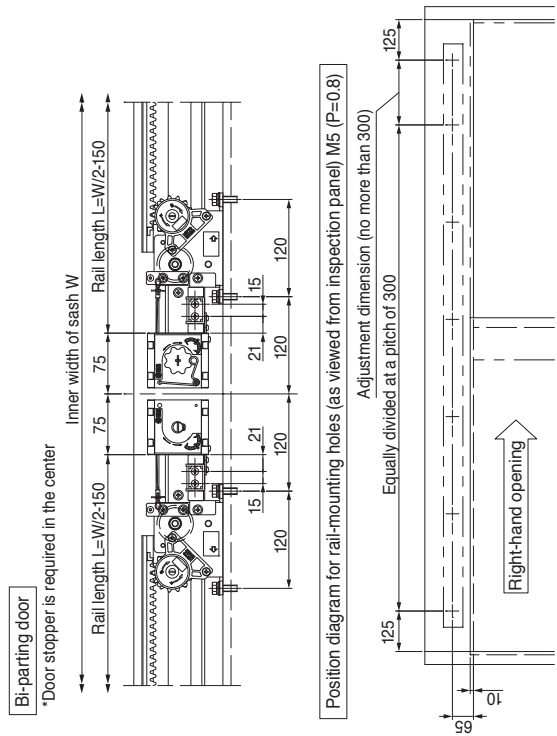 Bi-parting door
*Door stopper is required in the center
Inner width of sash W
Rail length L=W/2-150
75
75
Rail length L=W/2-150
15
21
21
15
120
120
120
120
Position diagram for rail-mounting holes (as viewed from inspection panel) M5 (P=0.8)
Adjustment dimension (no more than 300)
125
Equally divided at a pitch of 300
125
65
10
Right-hand opening